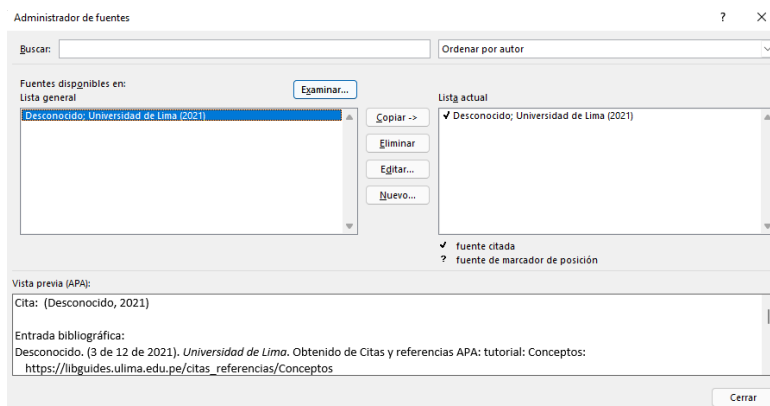 Administrador de fuentes
?
Buscar:
Ordenar por autor
Fuentes disponibles en:
Lista general
Examinar...
Lista actual
Desconocido; Universidad de Lima (2021)
Copiar ->
Eliminar
Editar...
Nuevo...
✓ Desconocido; Universidad de Lima (2021)
✓ fuente citada
? fuente de marcador de posición
Vista previa (APA):
Cita: (Desconocido, 2021)
Entrada bibliográfica:
Desconocido. (3 de 12 de 2021). Universidad de Lima. Obtenido de Citas y referencias APA: tutorial: Conceptos:
https://libguides.ulima.edu.pe/citas_referencias/Conceptos
Cerrar